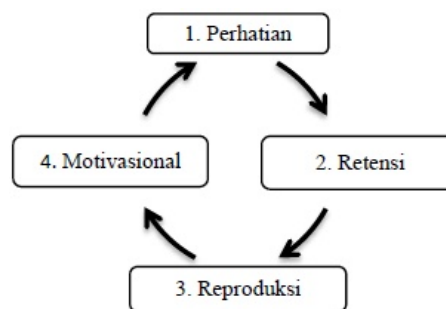 1. Perhatian
2. Retensi
3. Reproduksi
4. Motivasional